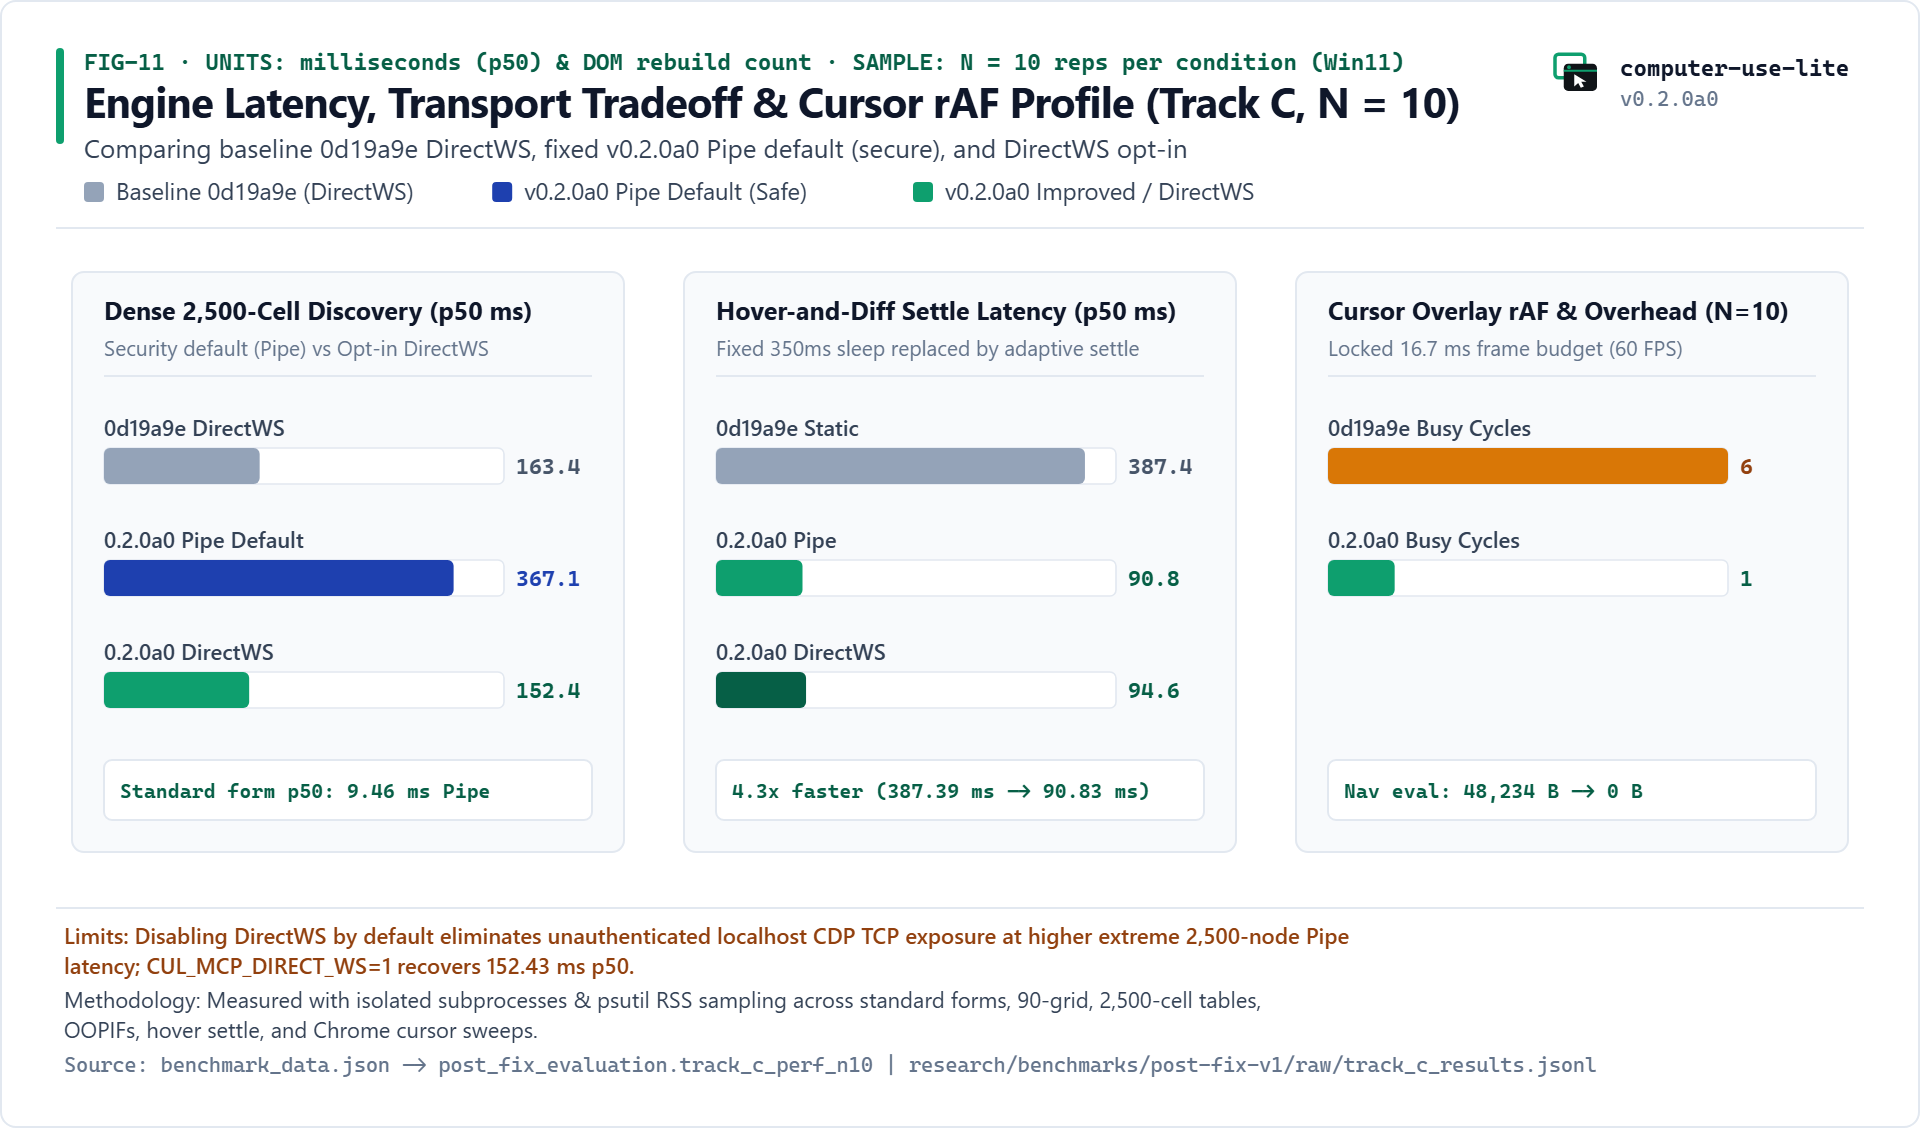 FIG-11 · UNITS: milliseconds (p50) & DOM rebuild count · SAMPLE: N = 10 reps per condition (Win11)
Engine Latency, Transport Tradeoff & Cursor rAF Profile (Track C, N = 10)
Comparing baseline 0d19a9e DirectWS, fixed v0.2.0a0 Pipe default (secure), and DirectWS opt-in
computer-use-lite
v0.2.0a0
Baseline 0d19a9e (DirectWS)
v0.2.0a0 Pipe Default (Safe)
v0.2.0a0 Improved / DirectWS
Dense 2,500-Cell Discovery (p50 ms)
Security default (Pipe) vs Opt-in DirectWS
0d19a9e DirectWS
163.4
0.2.0a0 Pipe Default
367.1
0.2.0a0 DirectWS
152.4
Standard form p50: 9.46 ms Pipe
Hover-and-Diff Settle Latency (p50 ms)
Fixed 350ms sleep replaced by adaptive settle
0d19a9e Static
387.4
0.2.0a0 Pipe
90.8
0.2.0a0 DirectWS
94.6
4.3x faster (387.39 ms → 90.83 ms)
Cursor Overlay rAF & Overhead (N=10)
Locked 16.7 ms frame budget (60 FPS)
0d19a9e Busy Cycles
6
0.2.0a0 Busy Cycles
1
Nav eval: 48,234 B → 0 B
Limits: Disabling DirectWS by default eliminates unauthenticated localhost CDP TCP exposure at higher extreme 2,500-node Pipe
latency; CUL_MCP_DIRECT_WS=1 recovers 152.43 ms p50.
Methodology: Measured with isolated subprocesses & psutil RSS sampling across standard forms, 90-grid, 2,500-cell tables,
OOPIFs, hover settle, and Chrome cursor sweeps.
Source: benchmark_data.json → post_fix_evaluation.track_c_perf_n10 | research/benchmarks/post-fix-v1/raw/track_c_results.jsonl